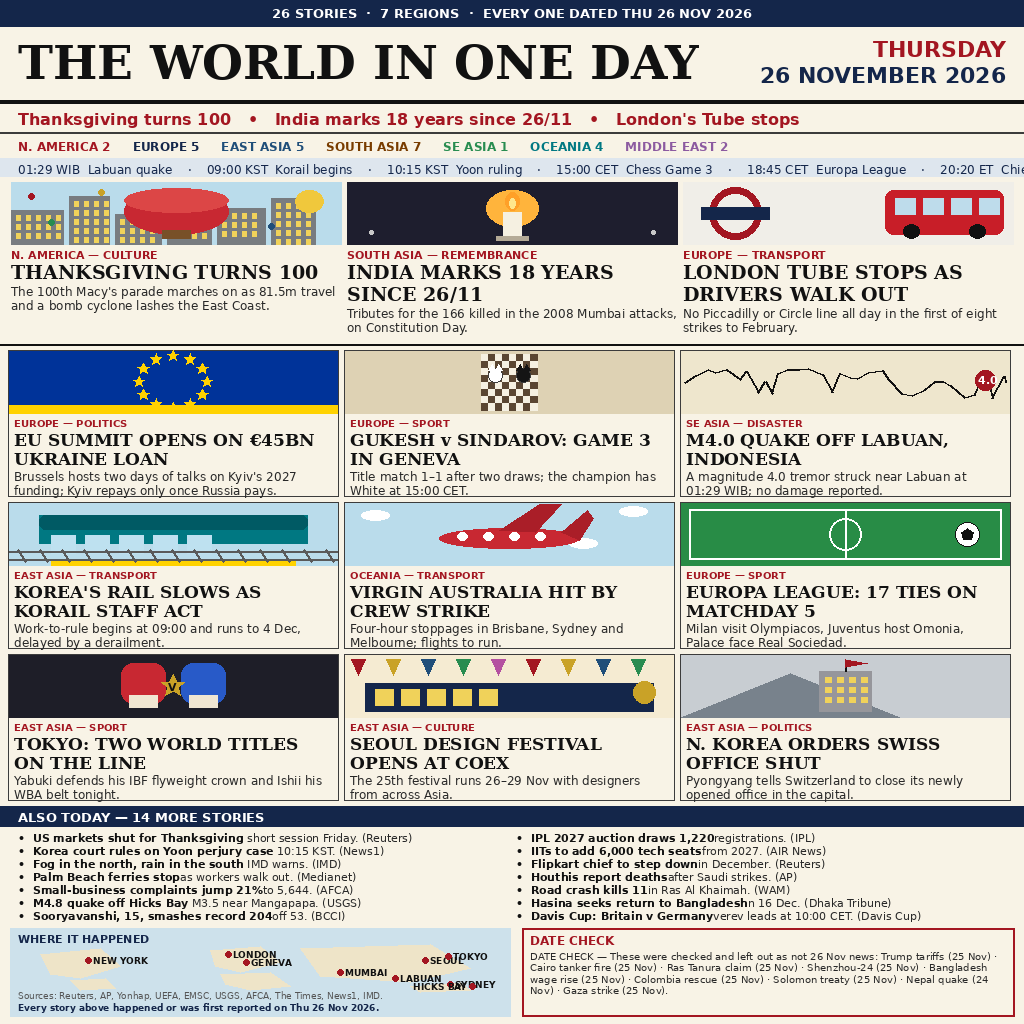 26 STORIES · 7 REGIONS · EVERY ONE DATED THU 26 NOV 2026
THE WORLD IN ONE DAY
THURSDAY
26 NOVEMBER 2026
Thanksgiving turns 100 • India marks 18 years since 26/11 • London's Tube stops
N. AMERICA 2 EUROPE 5 EAST ASIA 5 SOUTH ASIA 7 SE ASIA 1 OCEANIA 4 MIDDLE EAST 2
01:29 WIB Labuan quake · 09:00 KST Korail begins · 10:15 KST Yoon ruling · 15:00 CET Chess Game 3 · 18:45 CET Europa League · 20:20 ET Chie
N. AMERICA — CULTURE
THANKSGIVING TURNS 100
The 100th Macy's parade marches on as 81.5m travel
and a bomb cyclone lashes the East Coast.
SOUTH ASIA — REMEMBRANCE
INDIA MARKS 18 YEARS
SINCE 26/11
Tributes for the 166 killed in the 2008 Mumbai attacks,
on Constitution Day.
EUROPE — TRANSPORT
LONDON TUBE STOPS AS
DRIVERS WALK OUT
No Piccadilly or Circle line all day in the first of eight
strikes to February.
EUROPE — POLITICS
EU SUMMIT OPENS ON €45BN
UKRAINE LOAN
Brussels hosts two days of talks on Kyiv's 2027
funding; Kyiv repays only once Russia pays.
EUROPE — SPORT
GUKESH v SINDAROV: GAME 3
IN GENEVA
Title match 1–1 after two draws; the champion has
White at 15:00 CET.
4.0
SE ASIA — DISASTER
M4.0 QUAKE OFF LABUAN,
INDONESIA
A magnitude 4.0 tremor struck near Labuan at
01:29 WIB; no damage reported.
EAST ASIA — TRANSPORT
KOREA'S RAIL SLOWS AS
KORAIL STAFF ACT
Work-to-rule begins at 09:00 and runs to 4 Dec,
delayed by a derailment.
OCEANIA — TRANSPORT
VIRGIN AUSTRALIA HIT BY
CREW STRIKE
Four-hour stoppages in Brisbane, Sydney and
Melbourne; flights to run.
EUROPE — SPORT
EUROPA LEAGUE: 17 TIES ON
MATCHDAY 5
Milan visit Olympiacos, Juventus host Omonia,
Palace face Real Sociedad.
EAST ASIA — SPORT
TOKYO: TWO WORLD TITLES
ON THE LINE
Yabuki defends his IBF flyweight crown and Ishii his
WBA belt tonight.
EAST ASIA — CULTURE
SEOUL DESIGN FESTIVAL
OPENS AT COEX
The 25th festival runs 26–29 Nov with designers
from across Asia.
EAST ASIA — POLITICS
N. KOREA ORDERS SWISS
OFFICE SHUT
Pyongyang tells Switzerland to close its newly
opened office in the capital.
ALSO TODAY — 14 MORE STORIES
• US markets shut for Thanksgiving short session Friday. (Reuters)
• Korea court rules on Yoon perjury case 10:15 KST. (News1)
• Fog in the north, rain in the south IMD warns. (IMD)
• Palm Beach ferries stop as workers walk out. (Medianet)
• Small-business complaints jump 21% to 5,644. (AFCA)
• M4.8 quake off Hicks Bay M3.5 near Mangapapa. (USGS)
• Sooryavanshi, 15, smashes record 204 off 53. (BCCI)
• IPL 2027 auction draws 1,220 registrations. (IPL)
• IITs to add 6,000 tech seats from 2027. (AIR News)
• Flipkart chief to step down in December. (Reuters)
• Houthis report deaths after Saudi strikes. (AP)
• Road crash kills 11 in Ras Al Khaimah. (WAM)
• Hasina seeks return to Bangladesh n 16 Dec. (Dhaka Tribune)
• Davis Cup: Britain v Germany verev leads at 10:00 CET. (Davis Cup)
WHERE IT HAPPENED
NEW YORK
LONDON
GENEVA
MUMBAI
SEOUL
TOKYO
LABUAN
HICKS BAY
SYDNEY
Sources: Reuters, AP, Yonhap, UEFA, EMSC, USGS, AFCA, The Times, News1, IMD.
Every story above happened or was first reported on Thu 26 Nov 2026.
DATE CHECK
DATE CHECK — These were checked and left out as not 26 Nov news: Trump tariffs (25 Nov) ·
Cairo tanker fire (25 Nov) · Ras Tanura claim (25 Nov) · Shenzhou-24 (25 Nov) · Bangladesh
wage rise (25 Nov) · Colombia rescue (25 Nov) · Solomon treaty (25 Nov) · Nepal quake (24
Nov) · Gaza strike (25 Nov).